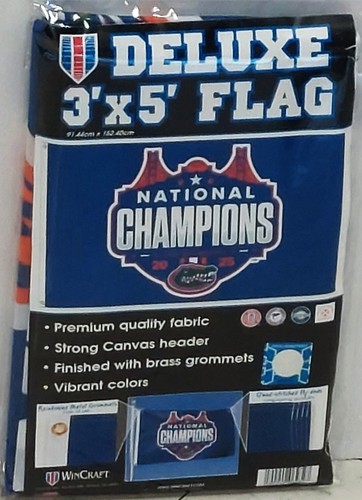 DELUXE
3'x5' FLAG
91.44cm x 152.40cm
NATIONAL
CHAMPIONS
20 25
• Premium quality fabric
• Strong Canvas header
• Finished with brass grommets
• Vibrant colors
NATIONAL
CHAMPIONS
WINCRAFT